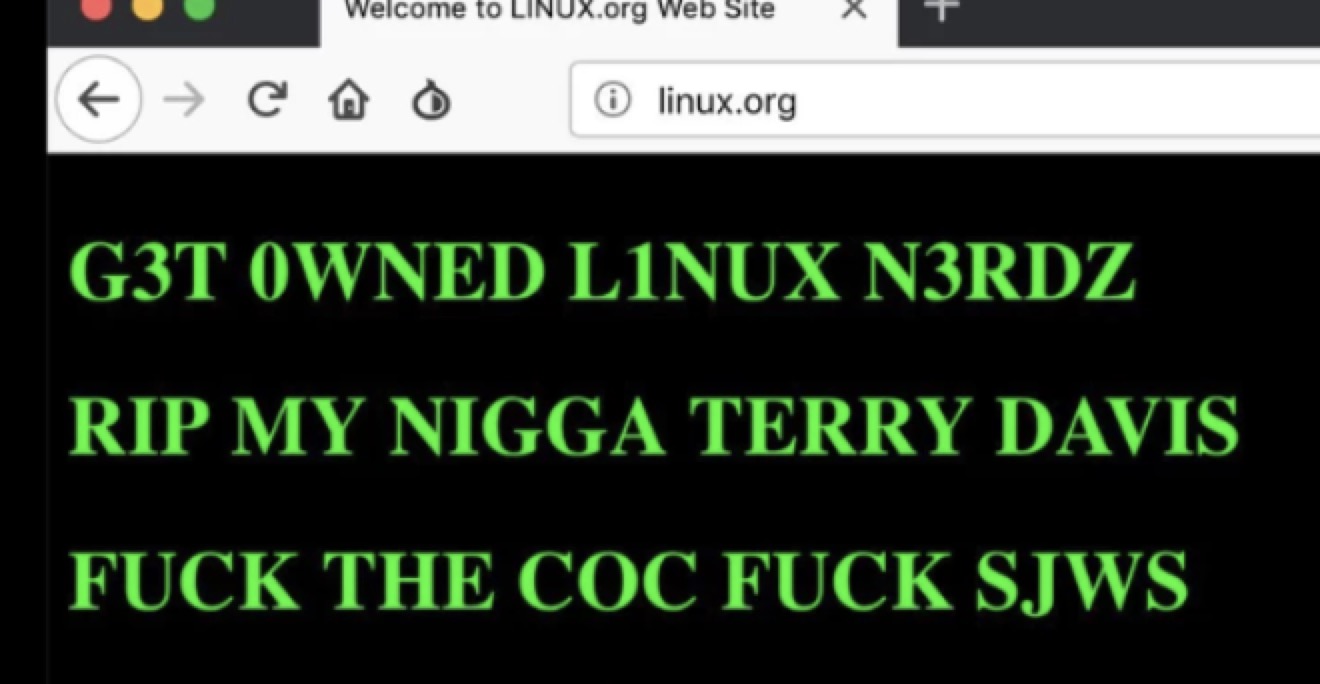 Welcome to LINUX.org Web Site
linux.org
G3T 0WNED L1NUX N3RDZ
RIP MY NIGGA TERRY DAVIS
FUCK THE COC FUCK SJWS